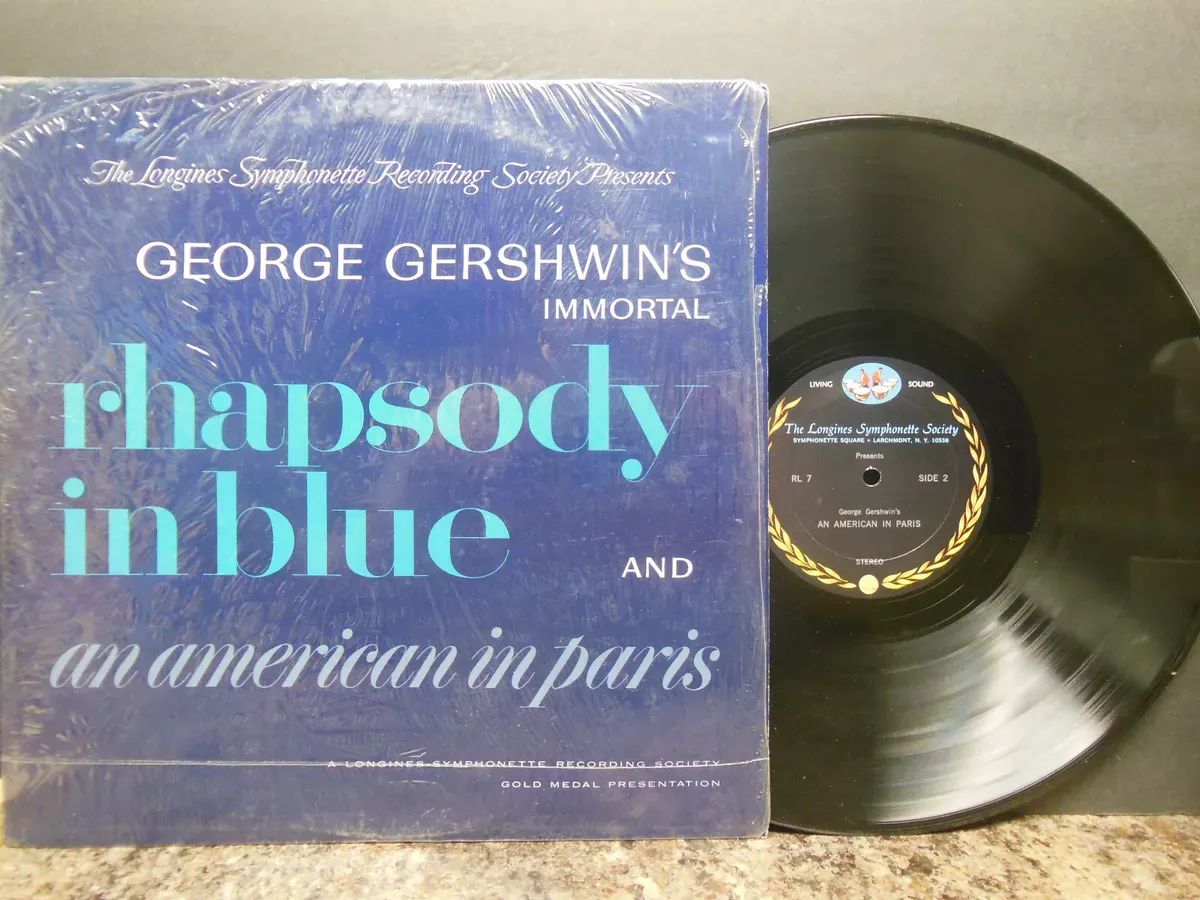 The Longines Symphonette Recording Society Presents
GEORGE GERSHWIN'S
IMMORTAL
rhapsody
in blue
AND
an american in paris
A LONGINES-SYMPHONETTE RECORDING SOCIETY
GOLD MEDAL PRESENTATION
LIVING SOUND
The Longines Symphonette Society
SYMPHONETTE SQUARE • LARCHMONT, N. Y. 10538
Presents
RL 7 SIDE 2
George Gershwin's
AN AMERICAN IN PARIS
STEREO